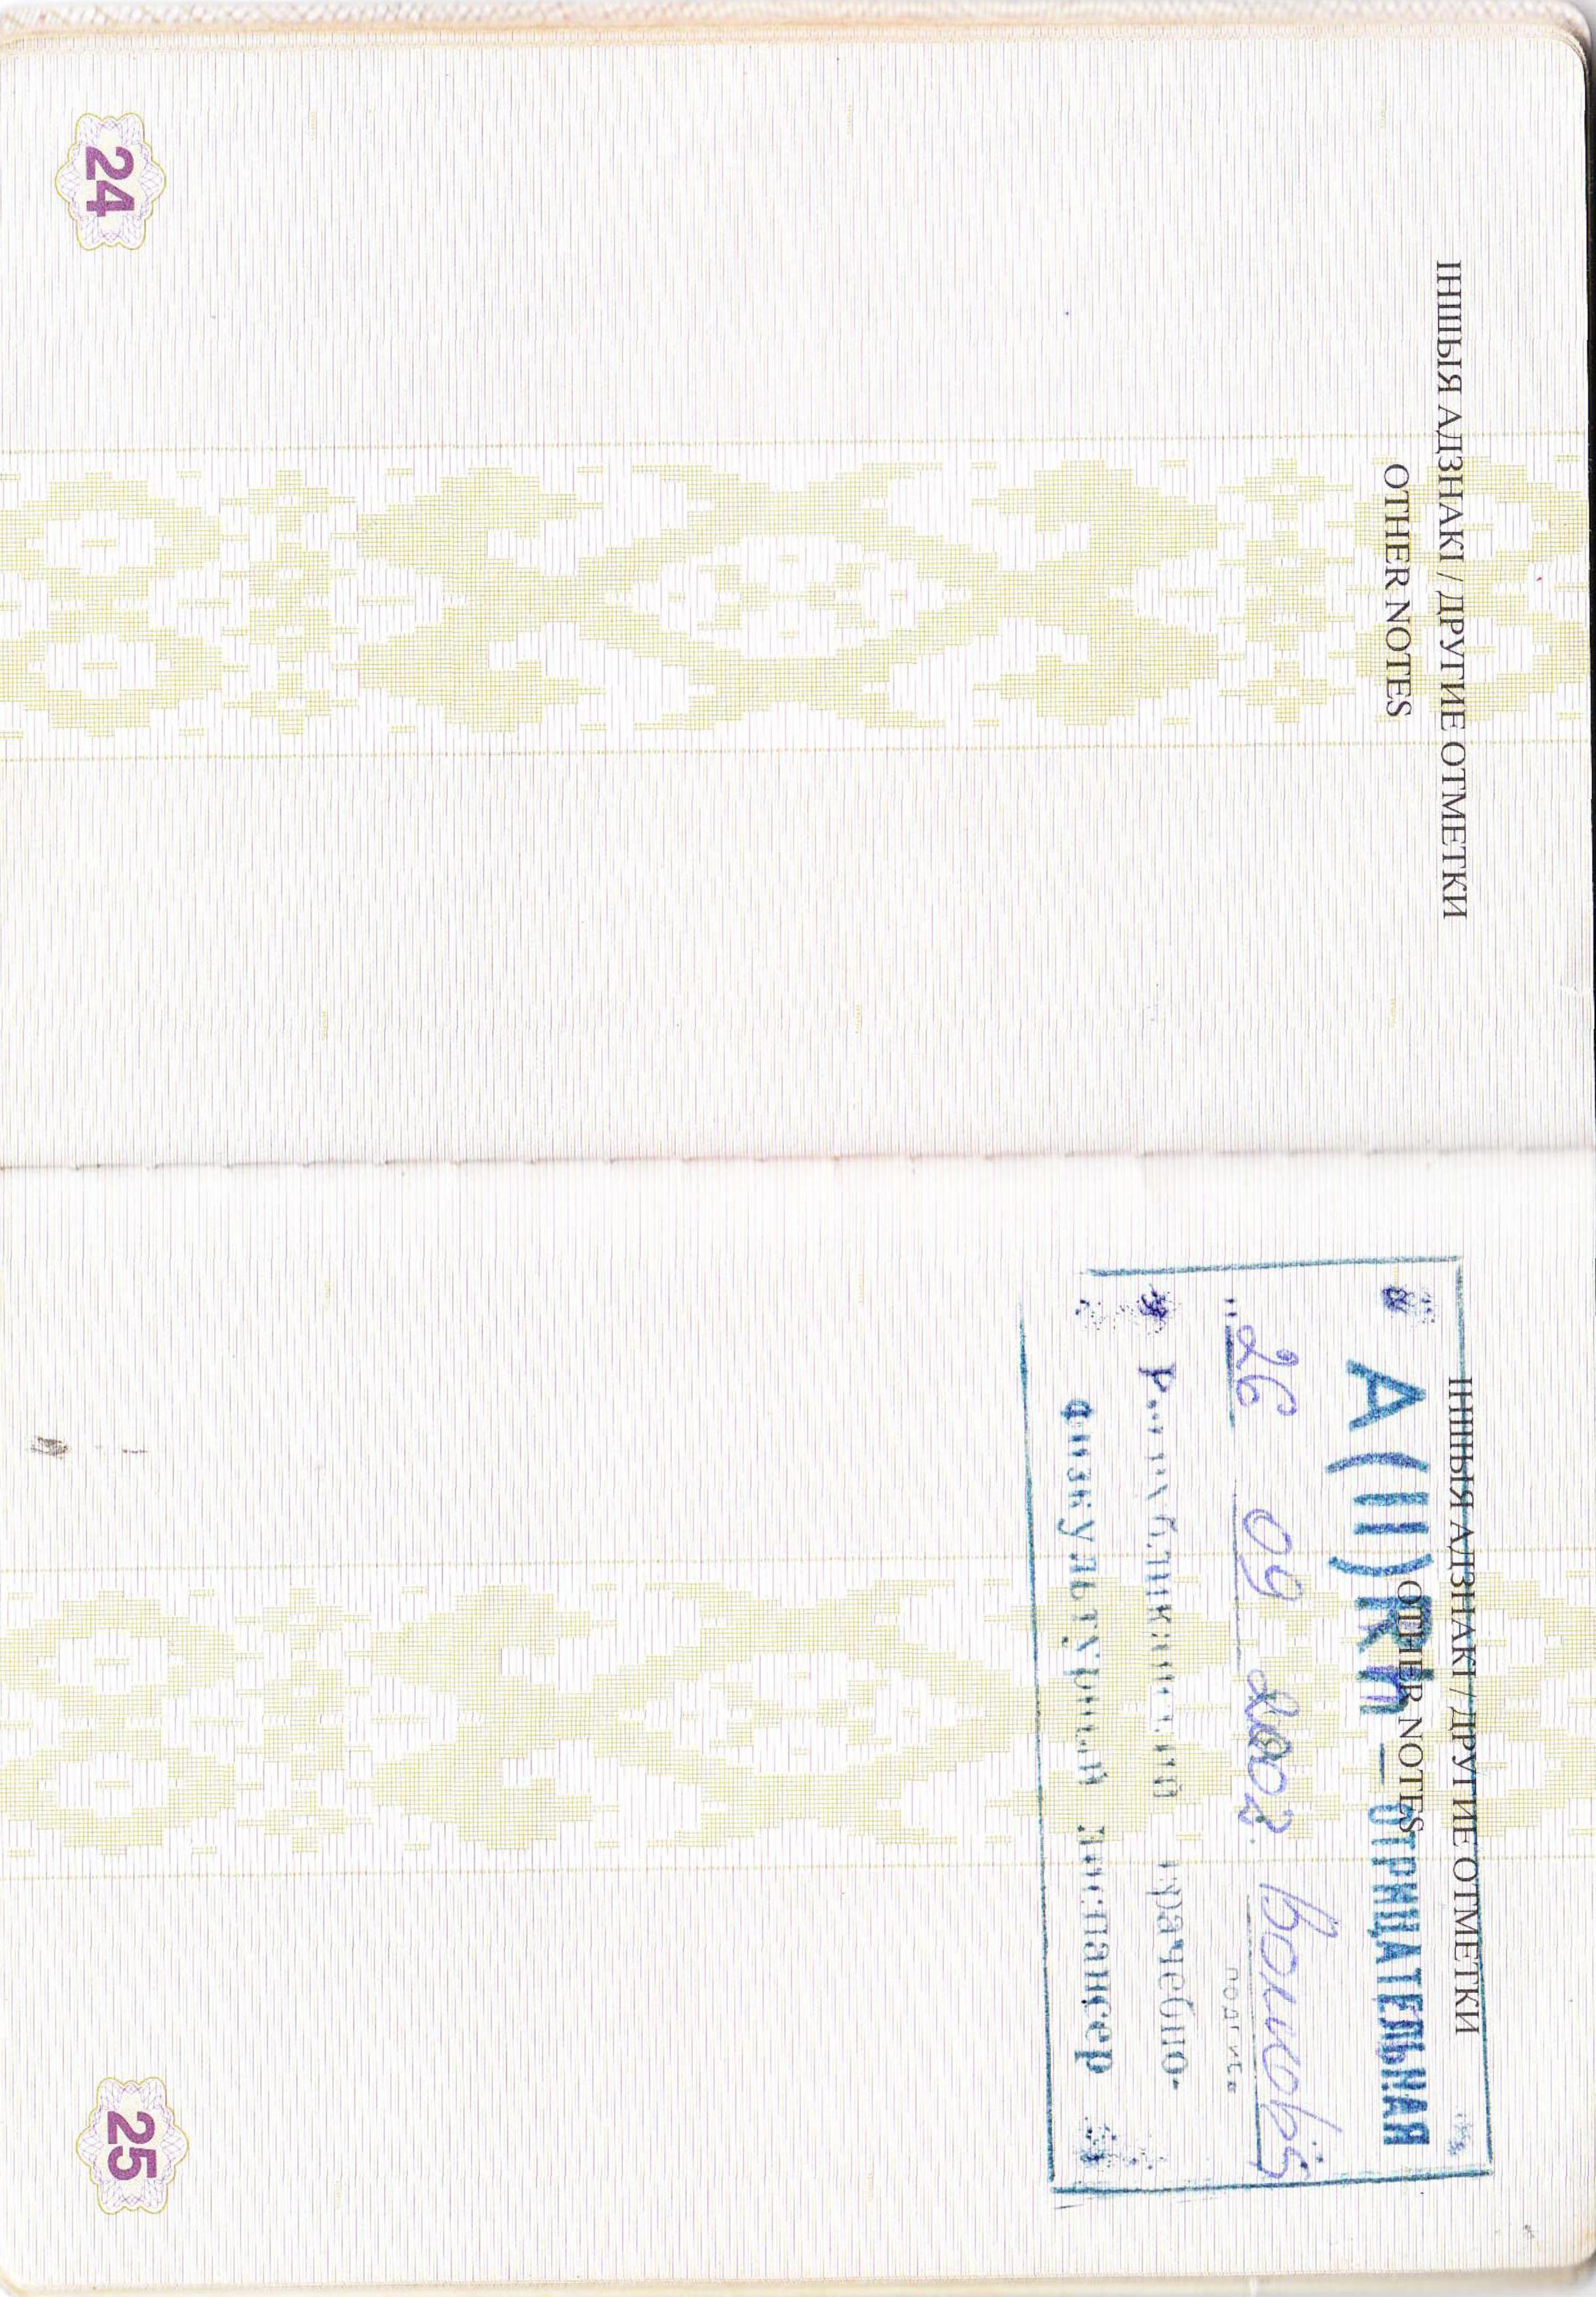 ІНШЫЯ АДЗНАКІ / ДРУГИЕ ОТМЕТКИ
OTHER NOTES
24
ІНШЫЯ АДЗНАКІ / ДРУГИЕ ОТМЕТКИ
OTHER NOTES
A(II)Rh — ОТРИЦАТЕЛЬНАЯ
"26 09 2002
подпись
Республиканский врачебно-
физкультурный диспансер
25